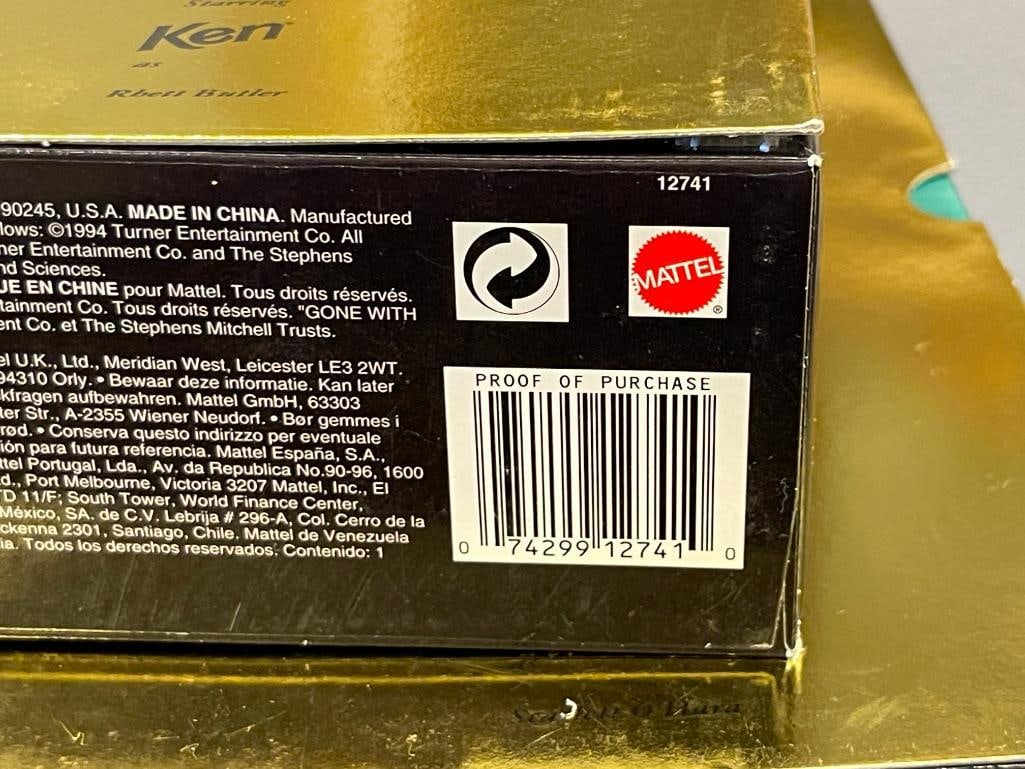 Starring
Ken
as
Rhett Butler
12741
90245, U.S.A. MADE IN CHINA. Manufactured
lows: ©1994 Turner Entertainment Co. All
ner Entertainment Co. and The Stephens
nd Sciences.
UE EN CHINE pour Mattel. Tous droits réservés.
tainment Co. Tous droits réservés. "GONE WITH
ent Co. et The Stephens Mitchell Trusts.
MATTEL®
el U.K., Ltd., Meridian West, Leicester LE3 2WT.
94310 Orly. • Bewaar deze informatie. Kan later
kfragen aufbewahren. Mattel GmbH, 63303
ter Str., A-2355 Wiener Neudorf. • Bør gemmes i
rød. • Conserva questo indirizzo per eventuale
ión para futura referencia. Mattel España, S.A.,
ttel Portugal, Lda., Av. da Republica No.90-96, 1600
d., Port Melbourne, Victoria 3207 Mattel, Inc., El
TD 11/F; South Tower, World Finance Center,
México, SA. de C.V. Lebrija # 296-A, Col. Cerro de la
ckenna 2301, Santiago, Chile. Mattel de Venezuela
ia. Todos los derechos reservados. Contenido: 1
PROOF OF PURCHASE
0 74299 12741 0
Scarlett O'Hara